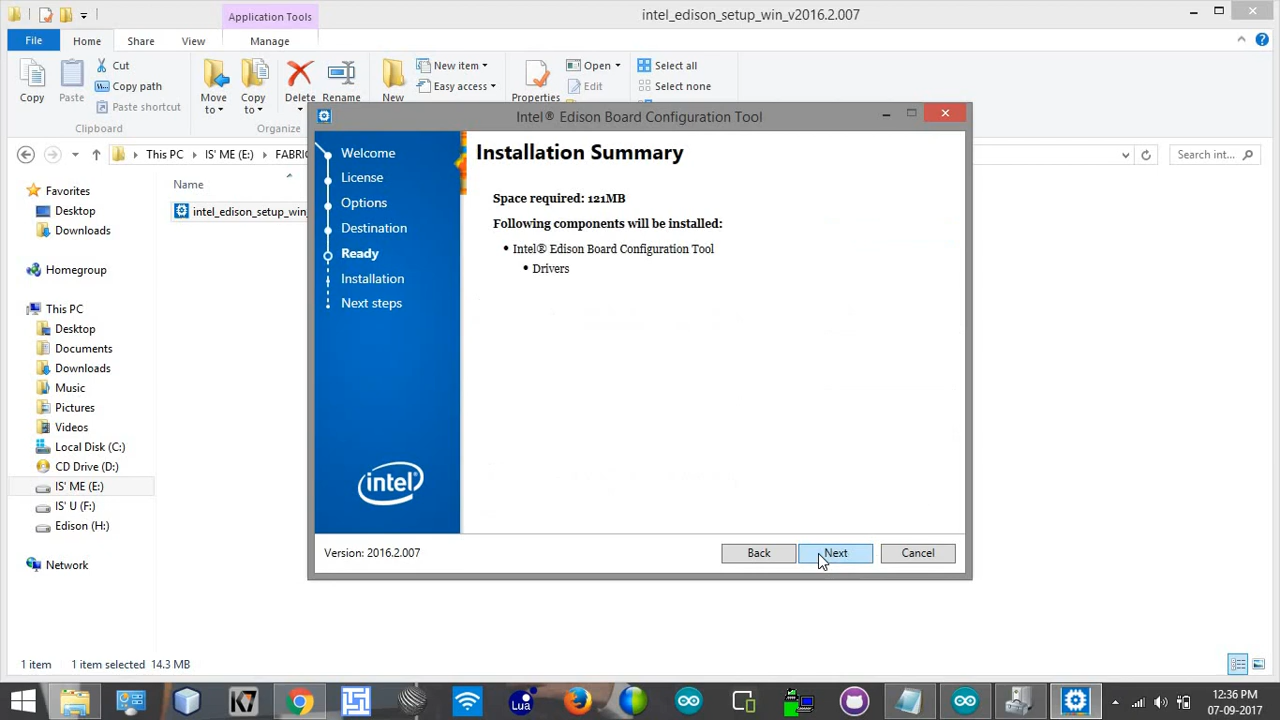 Application Tools
intel_edison_setup_win_v2016.2.007
File
Home
Share
View
Manage
Copy
Paste
Cut
Copy path
Paste shortcut
Clipboard
Move to
Copy to
Delete
Rename
Organize
New
New item
Easy access
Properties
Open
Edit
Select all
Select none
This PC
IS' ME (E:)
Search int...
Favorites
Desktop
Downloads
Homegroup
This PC
Desktop
Documents
Downloads
Music
Pictures
Videos
Local Disk (C:)
CD Drive (D:)
IS' ME (E:)
IS' U (F:)
Edison (H:)
Network
Name
intel_edison_setup_win_
Intel® Edison Board Configuration Tool
Welcome
License
Options
Destination
Ready
Installation
Next steps
intel
Installation Summary
Space required: 121MB
Following components will be installed:
• Intel® Edison Board Configuration Tool
• Drivers
Version: 2016.2.007
Back
Next
Cancel
1 item
1 item selected 14.3 MB
K7
Lua
12:36 PM
07-09-2017